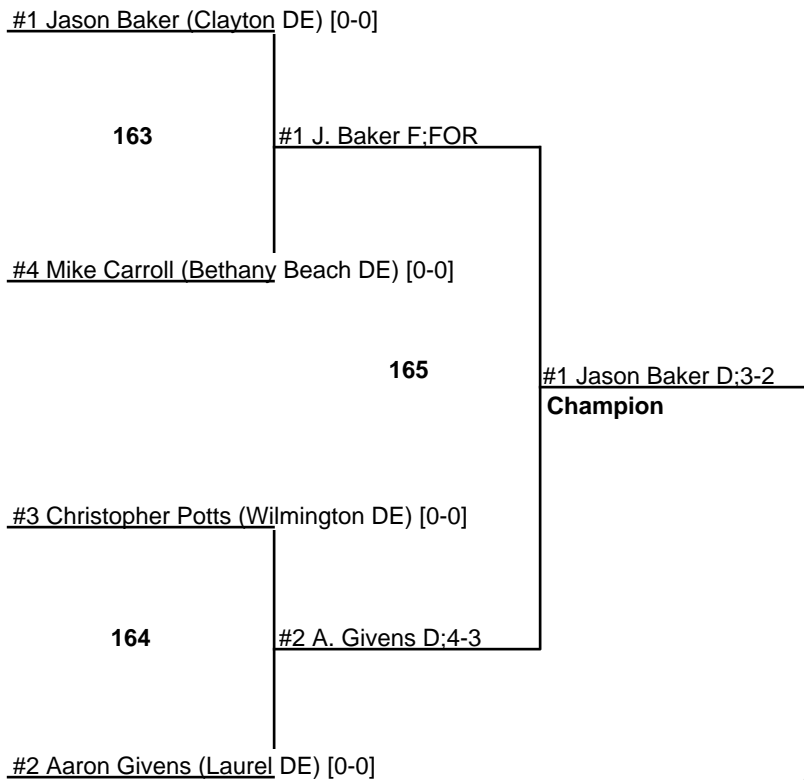 #1 Jason Baker (Clayton DE) [0-0]
163
#1 J. Baker F;FOR
#4 Mike Carroll (Bethany Beach DE) [0-0]
165
#1 Jason Baker D;3-2
Champion
#3 Christopher Potts (Wilmington DE) [0-0]
164
#2 A. Givens D;4-3
#2 Aaron Givens (Laurel DE) [0-0]